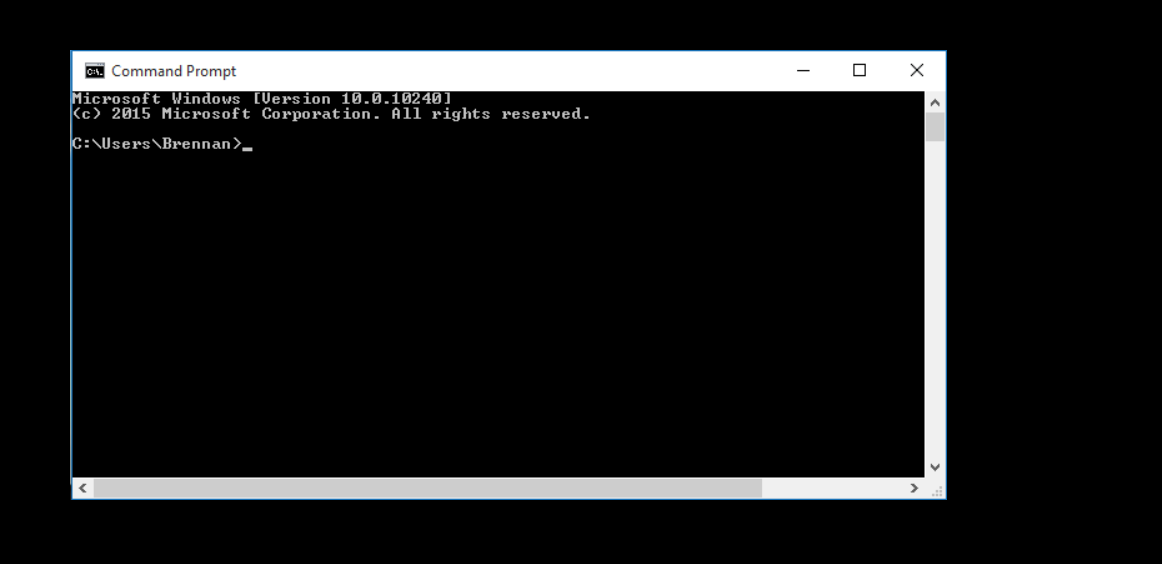 Command Prompt
Microsoft Windows [Version 10.0.10240]
(c) 2015 Microsoft Corporation. All rights reserved.
C:\Users\Brennan>_